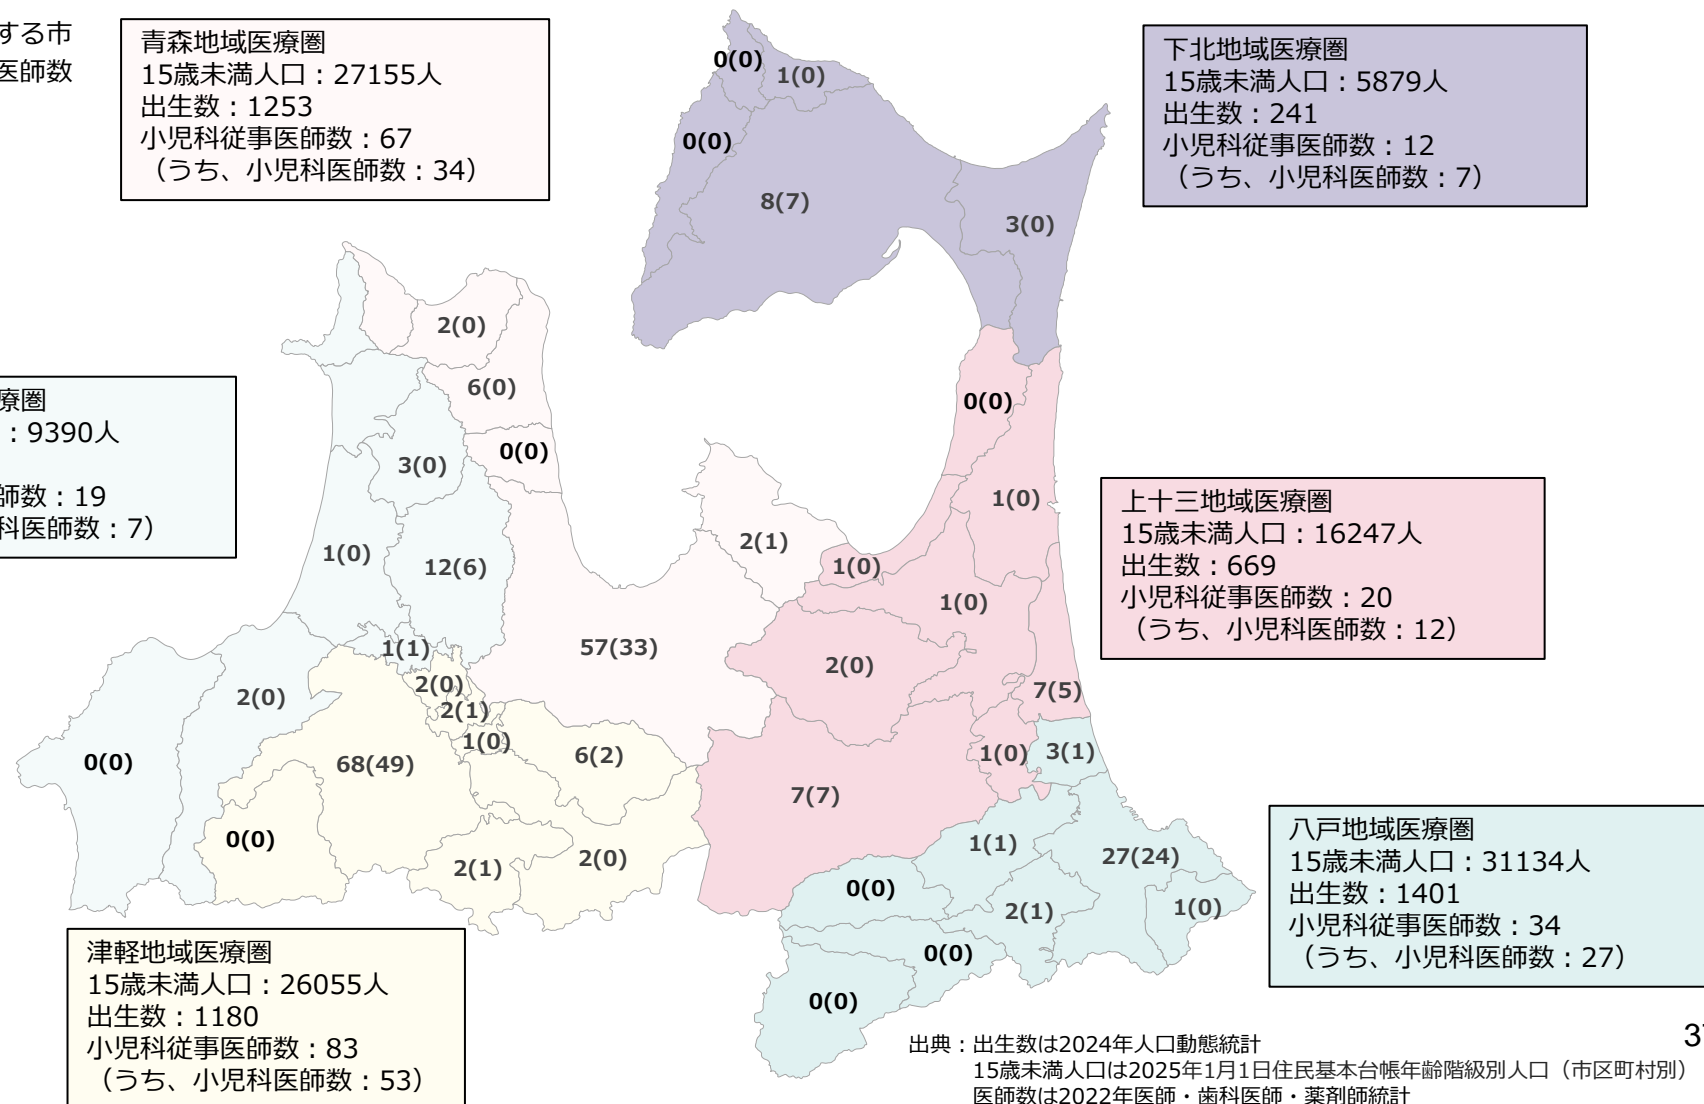 する市
医師数
青森地域医療圏
15歳未満人口：27155人
出生数：1253
小児科従事医師数：67
（うち、小児科医師数：34）
下北地域医療圏
15歳未満人口：5879人
出生数：241
小児科従事医師数：12
（うち、小児科医師数：7）
0(0)
1(0)
0(0)
8(7)
3(0)
2(0)
6(0)
0(0)
療圏
：9390人
師数：19
科医師数：7）
3(0)
0(0)
1(0)
1(0)
12(6)
2(1)
1(0)
1(0)
上十三地域医療圏
15歳未満人口：16247人
出生数：669
小児科従事医師数：20
（うち、小児科医師数：12）
57(33)
1(1)
2(0)
2(0)
2(0)
2(1)
7(5)
1(0)
6(2)
0(0)
68(49)
1(0)
3(1)
7(7)
0(0)
2(1)
2(0)
1(1)
27(24)
0(0)
2(1)
1(0)
0(0)
0(0)
八戸地域医療圏
15歳未満人口：31134人
出生数：1401
小児科従事医師数：34
（うち、小児科医師数：27）
津軽地域医療圏
15歳未満人口：26055人
出生数：1180
小児科従事医師数：83
（うち、小児科医師数：53）
出典：出生数は2024年人口動態統計
15歳未満人口は2025年1月1日住民基本台帳年齢階級別人口（市区町村別）
医師数は2022年医師・歯科医師・薬剤師統計